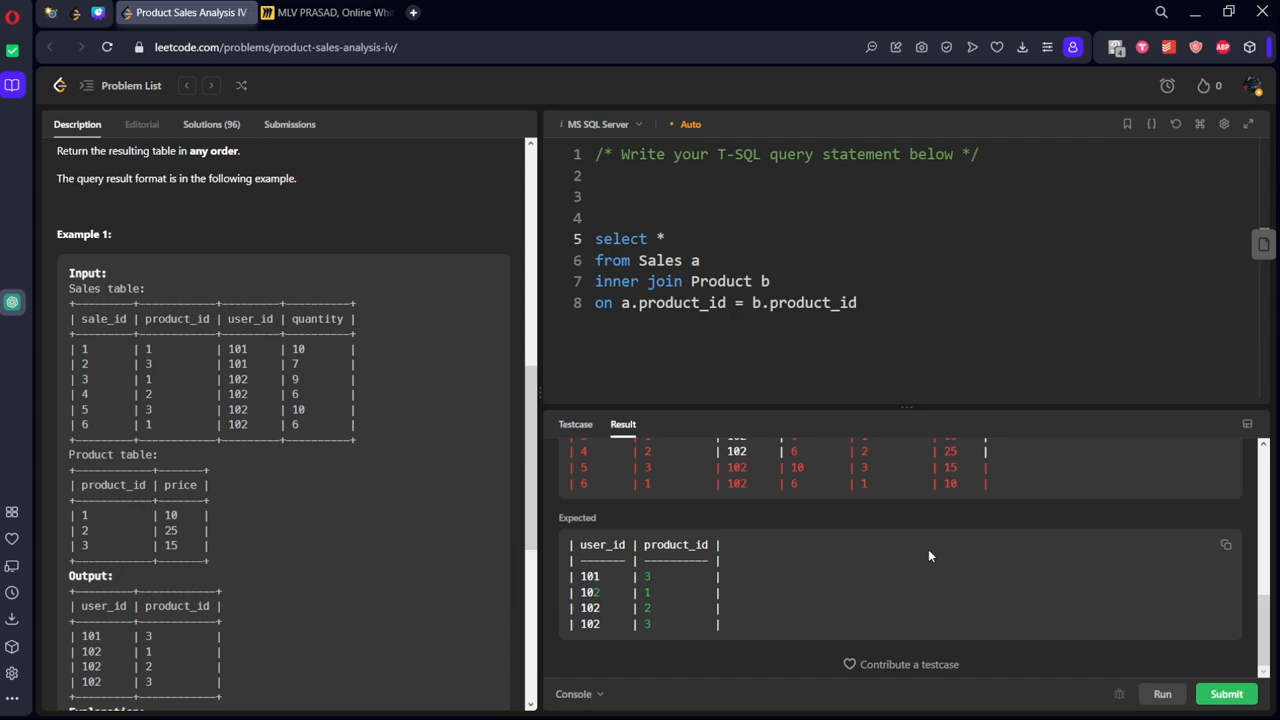 Product Sales Analysis IV
MLV PRASAD, Online Whi
leetcode.com/problems/product-sales-analysis-iv/
4
ABP
Problem List
0
Description Editorial Solutions (96) Submissions
Return the resulting table in any order.
The query result format is in the following example.
Example 1:
Input:
Sales table:
+---------+------------+---------+----------+
| sale_id | product_id | user_id | quantity |
+---------+------------+---------+----------+
| 1 | 1 | 101 | 10 |
| 2 | 3 | 101 | 7 |
| 3 | 1 | 102 | 9 |
| 4 | 2 | 102 | 6 |
| 5 | 3 | 102 | 10 |
| 6 | 1 | 102 | 6 |
+---------+------------+---------+----------+
Product table:
+------------+-------+
| product_id | price |
+------------+-------+
| 1 | 10 |
| 2 | 25 |
| 3 | 15 |
+------------+-------+
Output:
+---------+------------+
| user_id | product_id |
+---------+------------+
| 101 | 3 |
| 102 | 1 |
| 102 | 2 |
| 102 | 3 |
+---------+------------+
i MS SQL Server • Auto
1 /* Write your T-SQL query statement below */
2
3
4
5 select *
6 from Sales a
7 inner join Product b
8 on a.product_id = b.product_id
Testcase Result
| 4 | 2 | 102 | 6 | 2 | 25 |
| 5 | 3 | 102 | 10 | 3 | 15 |
| 6 | 1 | 102 | 6 | 1 | 10 |
Expected
| user_id | product_id |
| ------- | ---------- |
| 101 | 3 |
| 102 | 1 |
| 102 | 2 |
| 102 | 3 |
Contribute a testcase
Console Run Submit